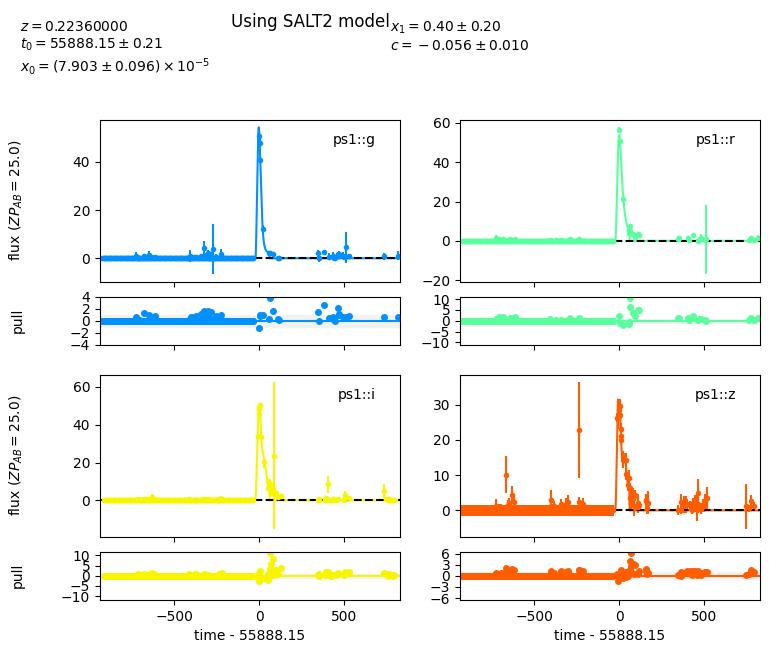 Using SALT2 model
z = 0.22360000
t0 = 55888.15 ± 0.21
x0 = (7.903 ± 0.096) × 10^-5
x1 = 0.40 ± 0.20
c = −0.056 ± 0.010
flux (ZP_AB = 25.0)
40
20
0
ps1::g
60
40
20
0
−20
ps1::r
pull
4
2
0
−2
−4
10
5
0
−5
−10
flux (ZP_AB = 25.0)
60
40
20
0
ps1::i
30
20
10
0
ps1::z
pull
10
5
0
−5
−10
6
3
0
−3
−6
−500 0 500
−500 0 500
time - 55888.15
time - 55888.15